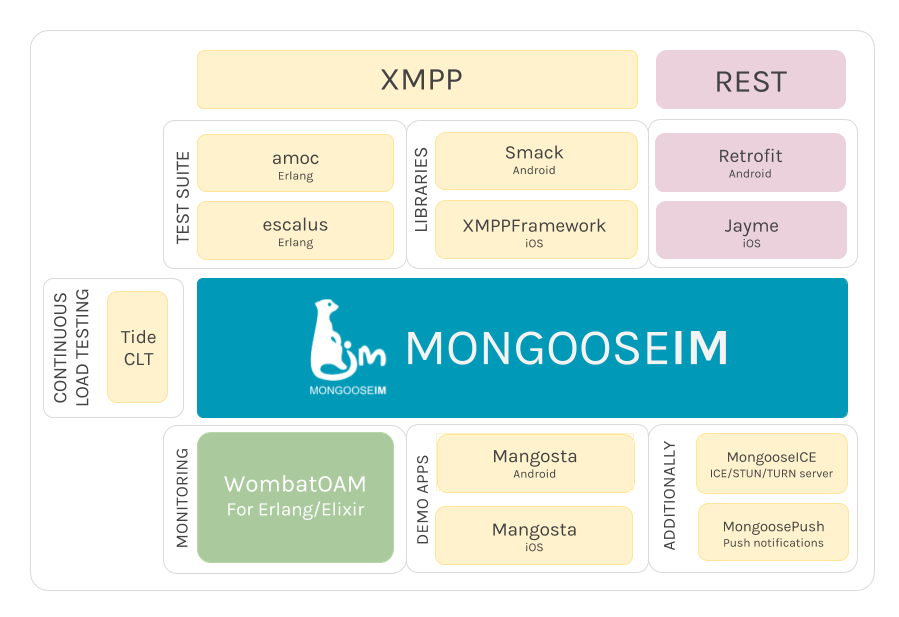 XMPP
REST
TEST SUITE
amoc
Erlang
escalus
Erlang
LIBRARIES
Smack
Android
XMPPFramework
iOS
Retrofit
Android
Jayme
iOS
CONTINUOUS
LOAD TESTING
Tide
CLT
im
MONGOOSEIM
MONGOOSEIM
MONITORING
WombatOAM
For Erlang/Elixir
DEMO APPS
Mangosta
Android
Mangosta
iOS
ADDITIONALLY
MongooseICE
ICE/STUN/TURN server
MongoosePush
Push notifications